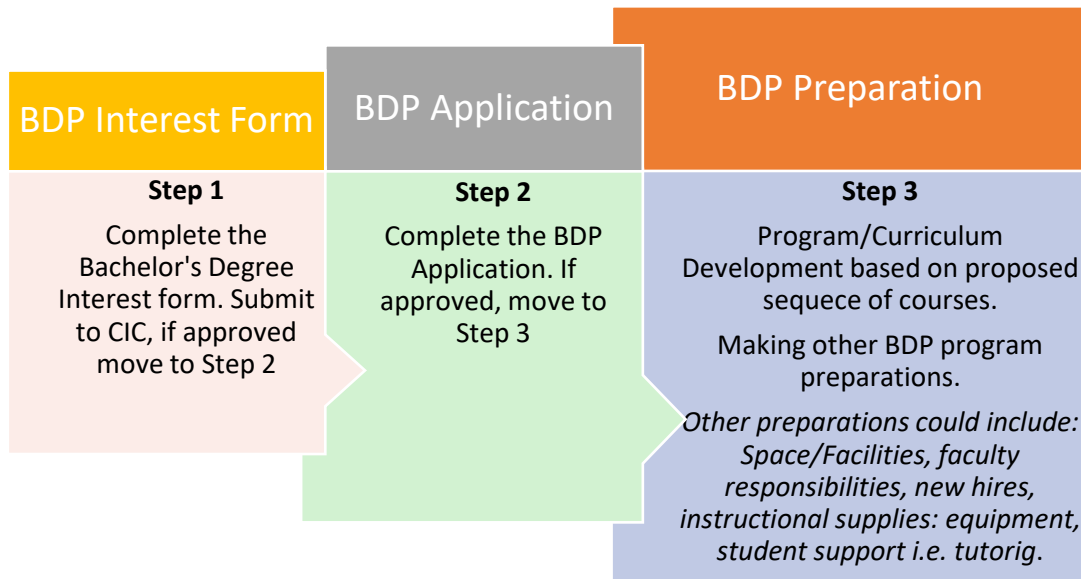 BDP Interest Form
Step 1
Complete the
Bachelor's Degree
Interest form. Submit
to CIC, if approved
move to Step 2
BDP Application
Step 2
Complete the BDP
Application. If
approved, move to
Step 3
BDP Preparation
Step 3
Program/Curriculum
Development based on proposed
sequece of courses.
Making other BDP program
preparations.
Other preparations could include:
Space/Facilities, faculty
responsibilities, new hires,
instructional supplies: equipment,
student support i.e. tutorig.